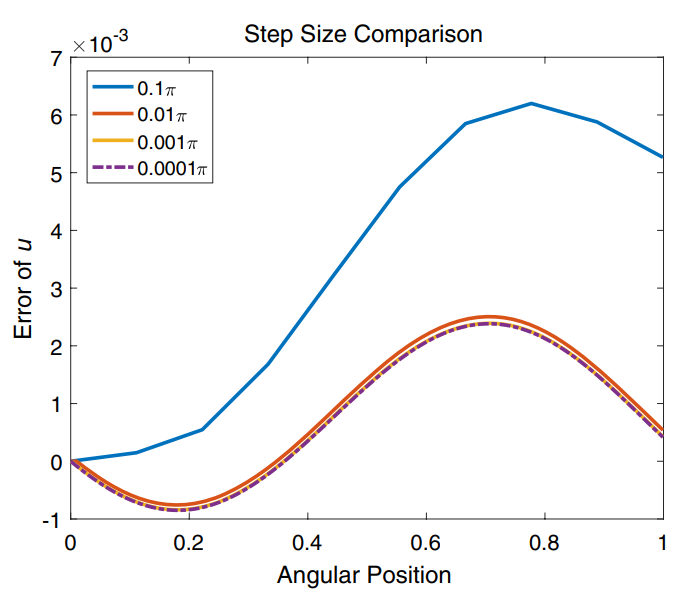 Step Size Comparison
×10⁻³
7
6
5
4
3
2
1
0
-1
0.1π
0.01π
0.001π
0.0001π
Error of u
0
0.2
0.4
0.6
0.8
1
Angular Position